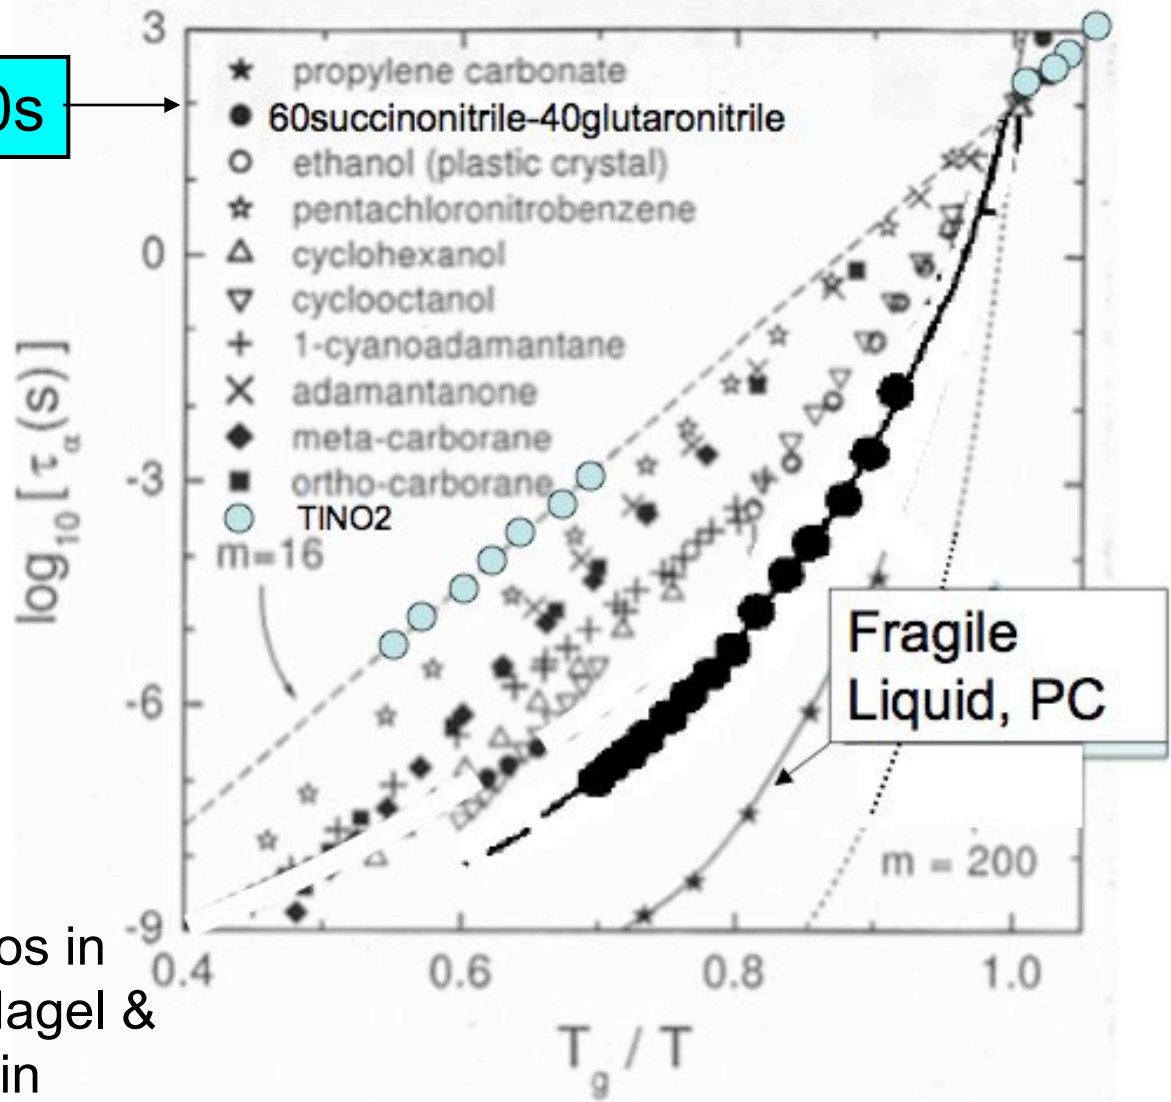 3
propylene carbonate
0s
60succinonitrile-40glutaronitrile
ethanol (plastic crystal)
pentachloronitrobenzene
cyclohexanol
0
cyclooctanol
1-cyanoadamantane
adamantanone
meta-carborane
-3
ortho-carborane
TINO2
m=16
log10 [ τα(s) ]
Fragile
Liquid, PC
-6
m = 200
-9
os in
0.4
0.6
0.8
1.0
lagel &
in
Tg / T